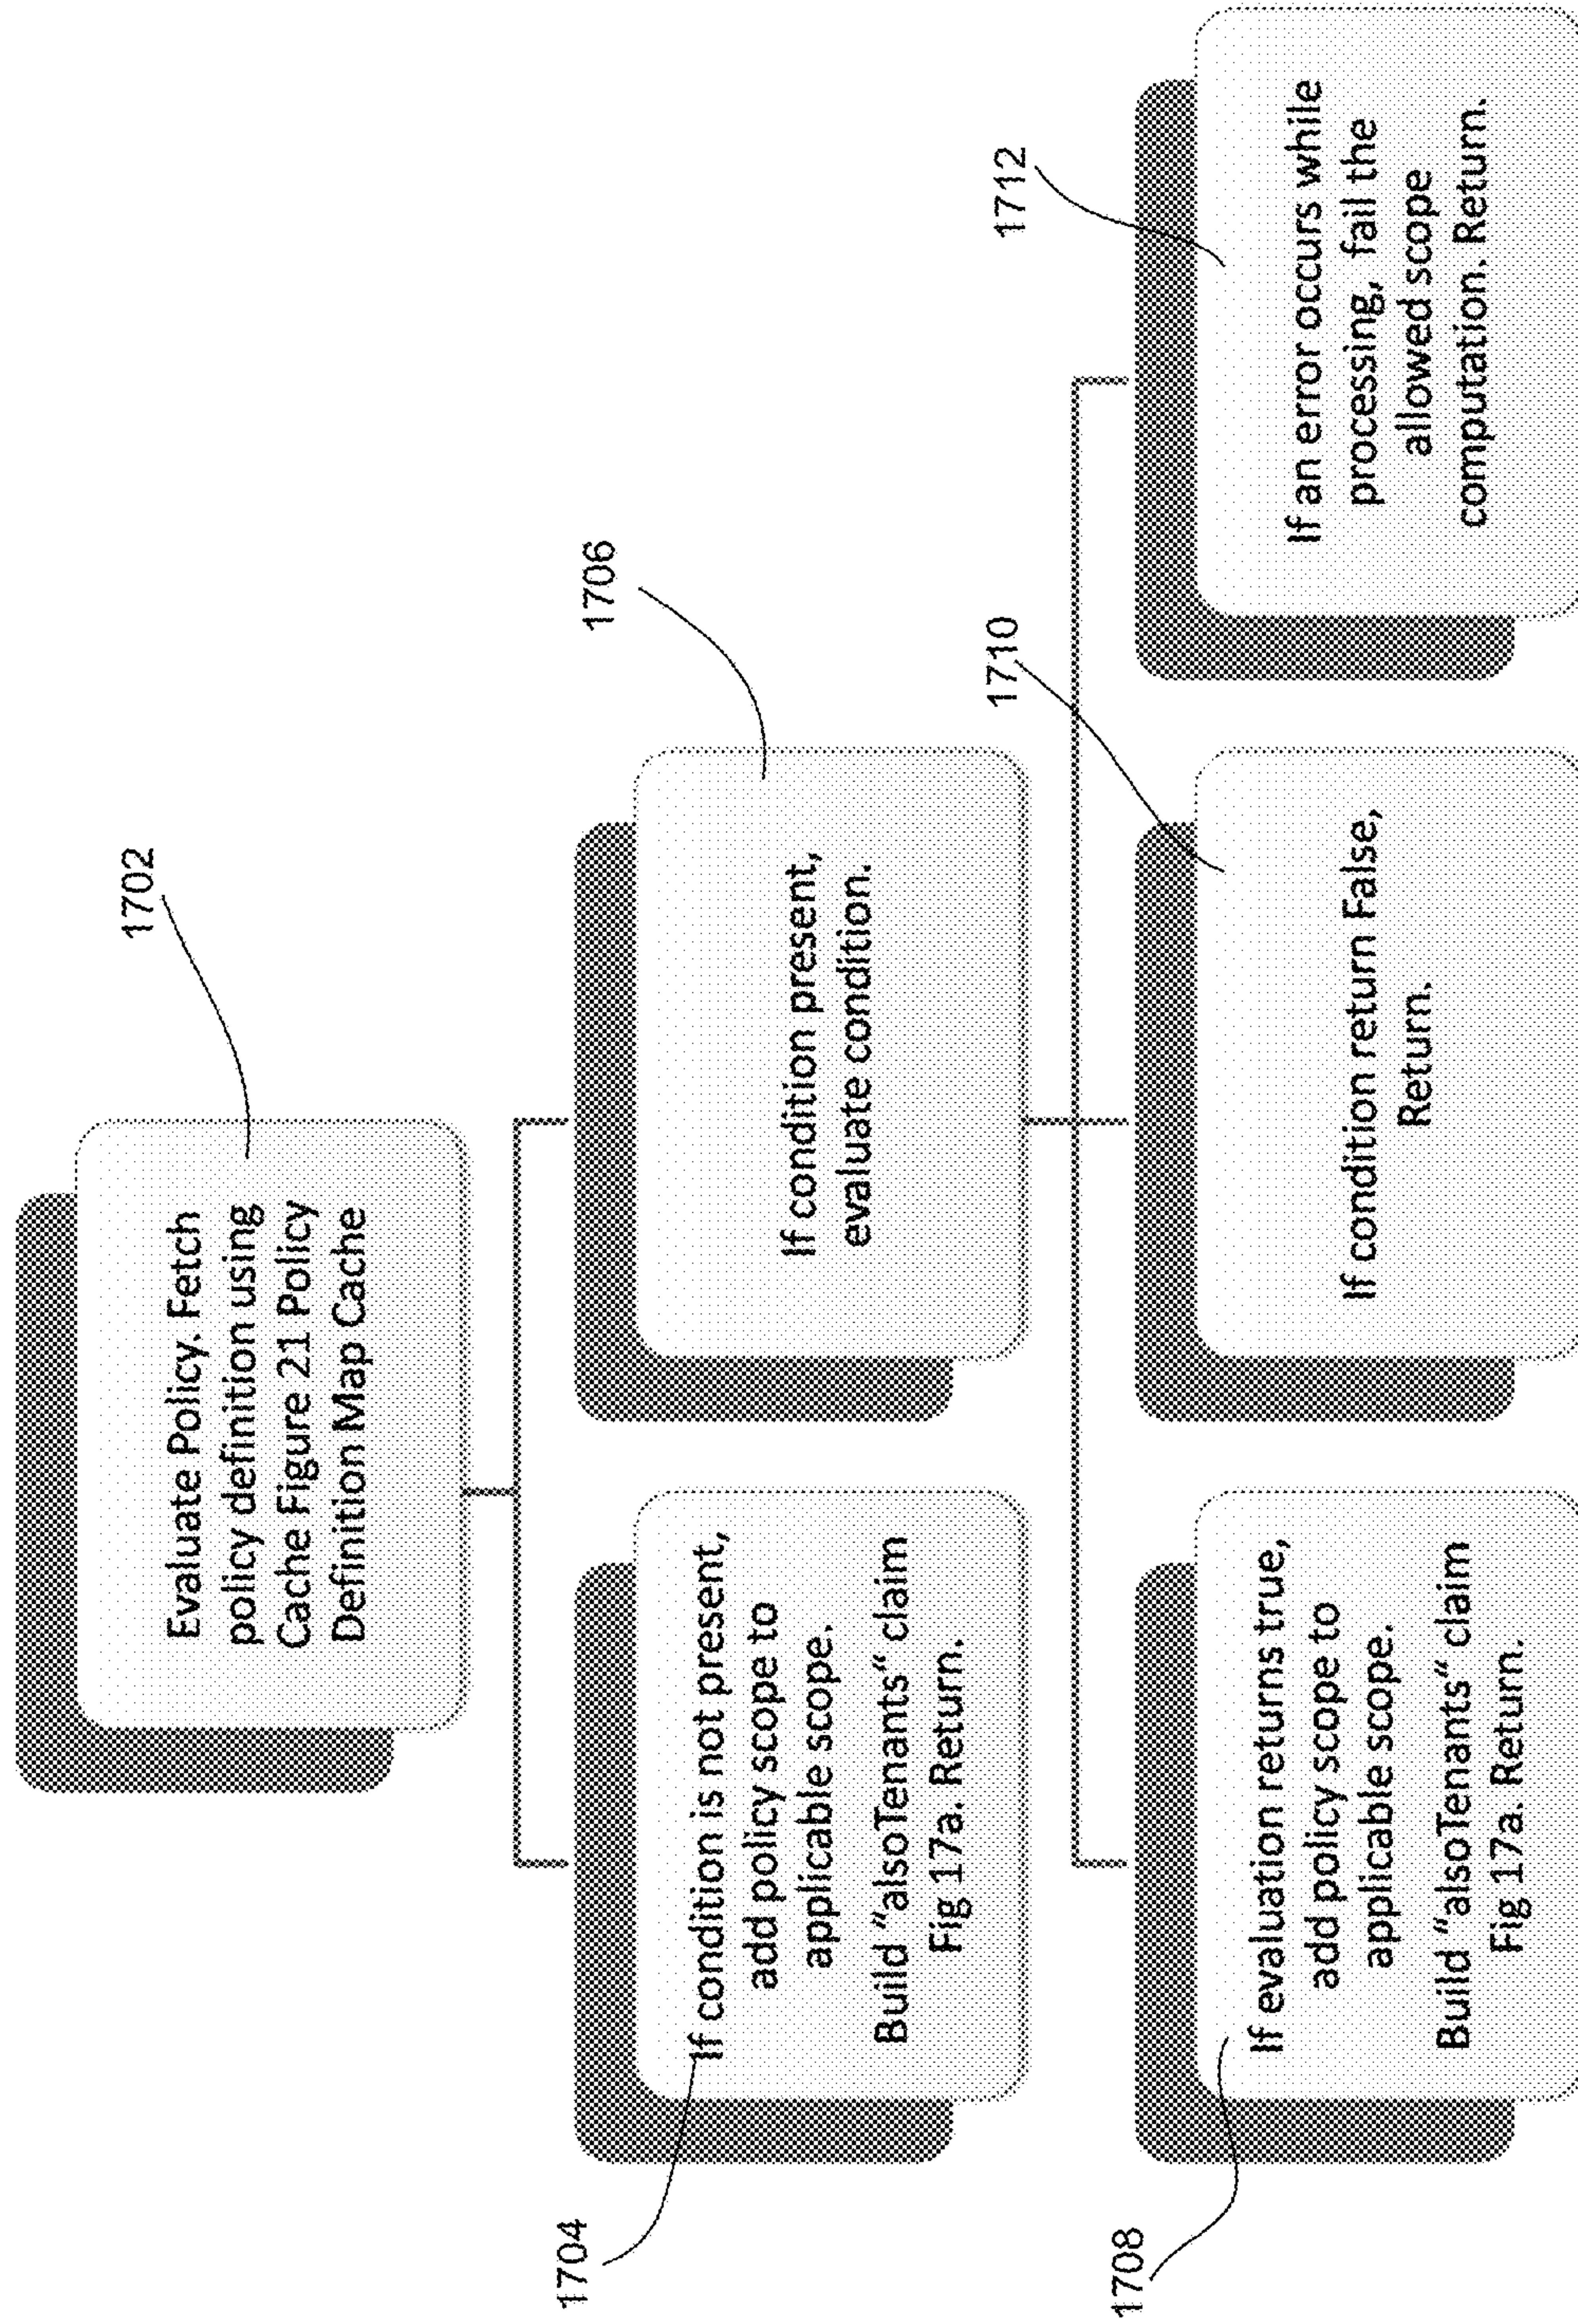 1702
Evaluate Policy. Fetch
policy definition using
Cache Figure 21 Policy
Definition Map Cache
1704
If condition is not present,
add policy scope to
applicable scope.
Build "alsoTenants" claim
Fig 17a. Return.
1706
If condition present,
evaluate condition.
1708
If evaluation returns true,
add policy scope to
applicable scope.
Build "alsoTenants" claim
Fig 17a. Return.
1710
If condition return False,
Return.
1712
If an error occurs while
processing, fail the
allowed scope
computation. Return.